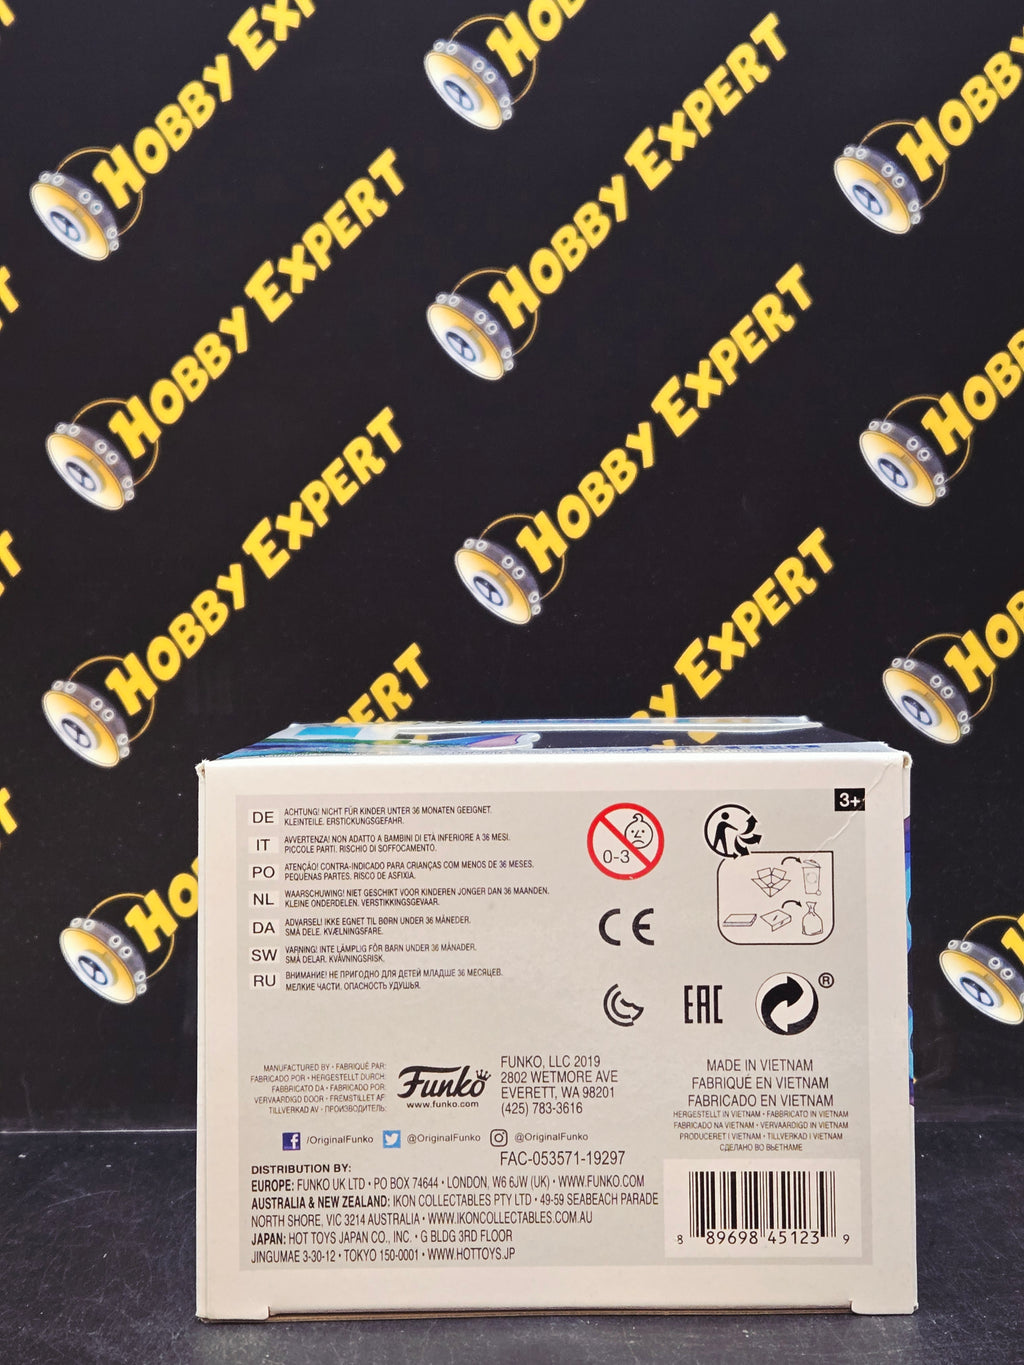 HOBBY EX
HOBBY EXPERT
HOBBY EXPERT
HOBBY EXPERT
HOBBY EXPERT
HOBBY EXPERT
HOBBY EXPERT
3+
DE ACHTUNG! NICHT FÜR KINDER UNTER 36 MONATEN GEEIGNET.
KLEINTEILE. ERSTICKUNGSGEFAHR.
IT AVVERTENZA! NON ADATTO A BAMBINI DI ETÀ INFERIORE A 36 MESI.
PICCOLE PARTI. RISCHIO DI SOFFOCAMENTO.
PO ATENÇÃO! CONTRA-INDICADO PARA CRIANÇAS COM MENOS DE 36 MESES.
PEQUENAS PARTES. RISCO DE ASFIXIA.
NL WAARSCHUWING! NIET GESCHIKT VOOR KINDEREN JONGER DAN 36 MAANDEN.
KLEINE ONDERDELEN. VERSTIKKINGSGEVAAR.
DA ADVARSEL! IKKE EGNET TIL BØRN UNDER 36 MÅNEDER.
SMÅ DELE. KVÆLNINGSFARE.
SW VARNING! INTE LÄMPLIG FÖR BARN UNDER 36 MÅNADER.
SMÅ DELAR. KVÄVNINGSRISK.
RU ВНИМАНИЕ! НЕ ПРИГОДНО ДЛЯ ДЕТЕЙ МЛАДШЕ 36 МЕСЯЦЕВ.
МЕЛКИЕ ЧАСТИ. ОПАСНОСТЬ УДУШЬЯ.
0-3
CE
EAC
®
MANUFACTURED BY • FABRIQUÉ PAR:
FABRICADO POR • HERGESTELLT DURCH:
FABBRICATO DA • FABRICADO POR:
VERVAARDIGD DOOR • FREMSTILLET AF
TILLVERKAD AV • ПРОИЗВОДИТЕЛЬ:
Funko
www.funko.com
FUNKO, LLC 2019
2802 WETMORE AVE
EVERETT, WA 98201
(425) 783-3616
/OriginalFunko @OriginalFunko @OriginalFunko
FAC-053571-19297
MADE IN VIETNAM
FABRIQUÉ EN VIETNAM
FABRICADO EN VIETNAM
HERGESTELLT IN VIETNAM • FABBRICATO IN VIETNAM
FABRICADO NA VIETNAM • VERVAARDIGD IN VIETNAM
PRODUCERET I VIETNAM • TILLVERKAD I VIETNAM
СДЕЛАНО ВО ВЬЕТНАМЕ
DISTRIBUTION BY:
EUROPE: FUNKO UK LTD • PO BOX 74644 • LONDON, W6 6JW (UK) • WWW.FUNKO.COM
AUSTRALIA & NEW ZEALAND: IKON COLLECTABLES PTY LTD • 49-59 SEABEACH PARADE
NORTH SHORE, VIC 3214 AUSTRALIA • WWW.IKONCOLLECTABLES.COM.AU
JAPAN: HOT TOYS JAPAN CO., INC. • G BLDG 3RD FLOOR
JINGUMAE 3-30-12 • TOKYO 150-0001 • WWW.HOTTOYS.JP
8 89698 45123 9